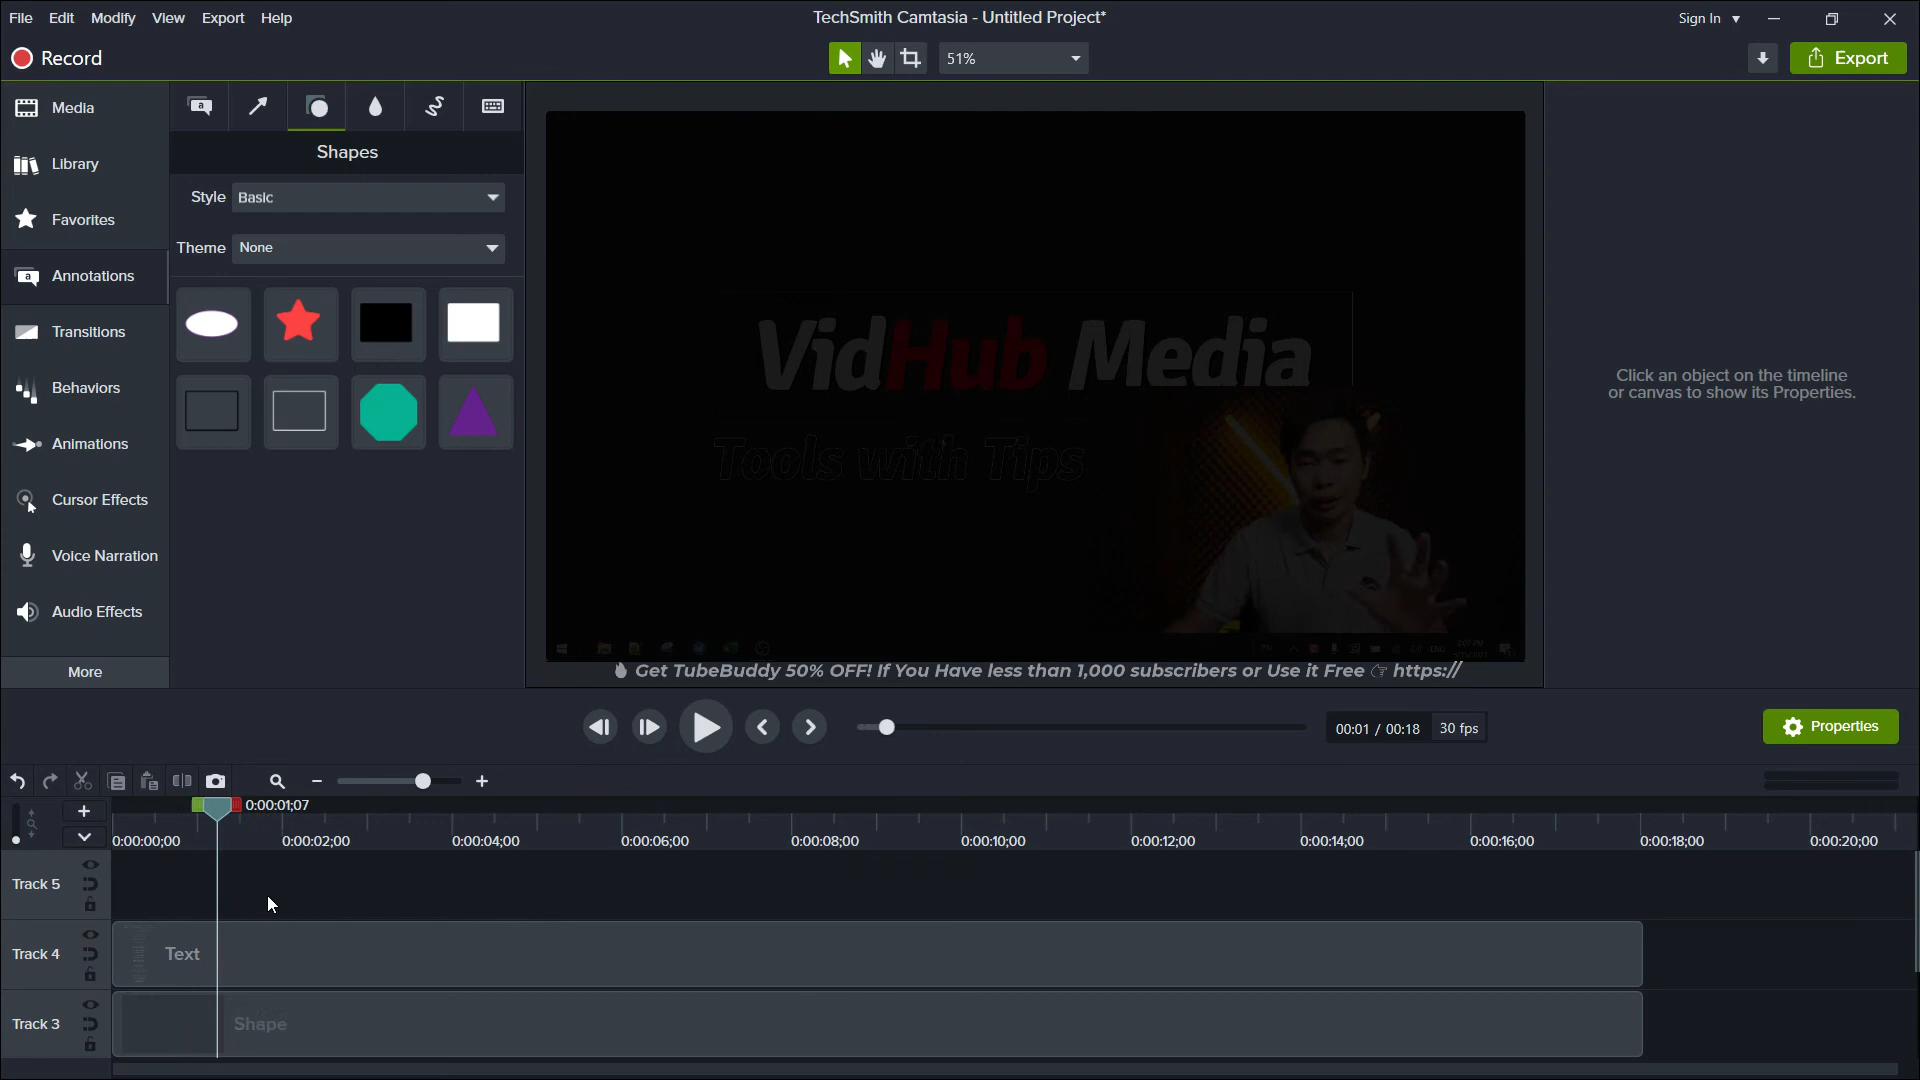 File Edit Modify View Export Help
TechSmith Camtasia - Untitled Project*
Sign In
Record
51%
Export
Media
Library
Favorites
Annotations
Transitions
Behaviors
Animations
Cursor Effects
Voice Narration
Audio Effects
More
a
a
Shapes
Style Basic
Theme None
VidHub Media
Tools with Tips
Get TubeBuddy 50% OFF! If You Have less than 1,000 subscribers or Use it Free 👉 https://
Click an object on the timeline
or canvas to show its Properties.
00:01 / 00:18 30 fps
Properties
0:00:01;07
0:00:00;00 0:00:02;00 0:00:04;00 0:00:06;00 0:00:08;00 0:00:10;00 0:00:12;00 0:00:14;00 0:00:16;00 0:00:18;00 0:00:20;00
Track 5
Track 4 Text
Track 3 Shape